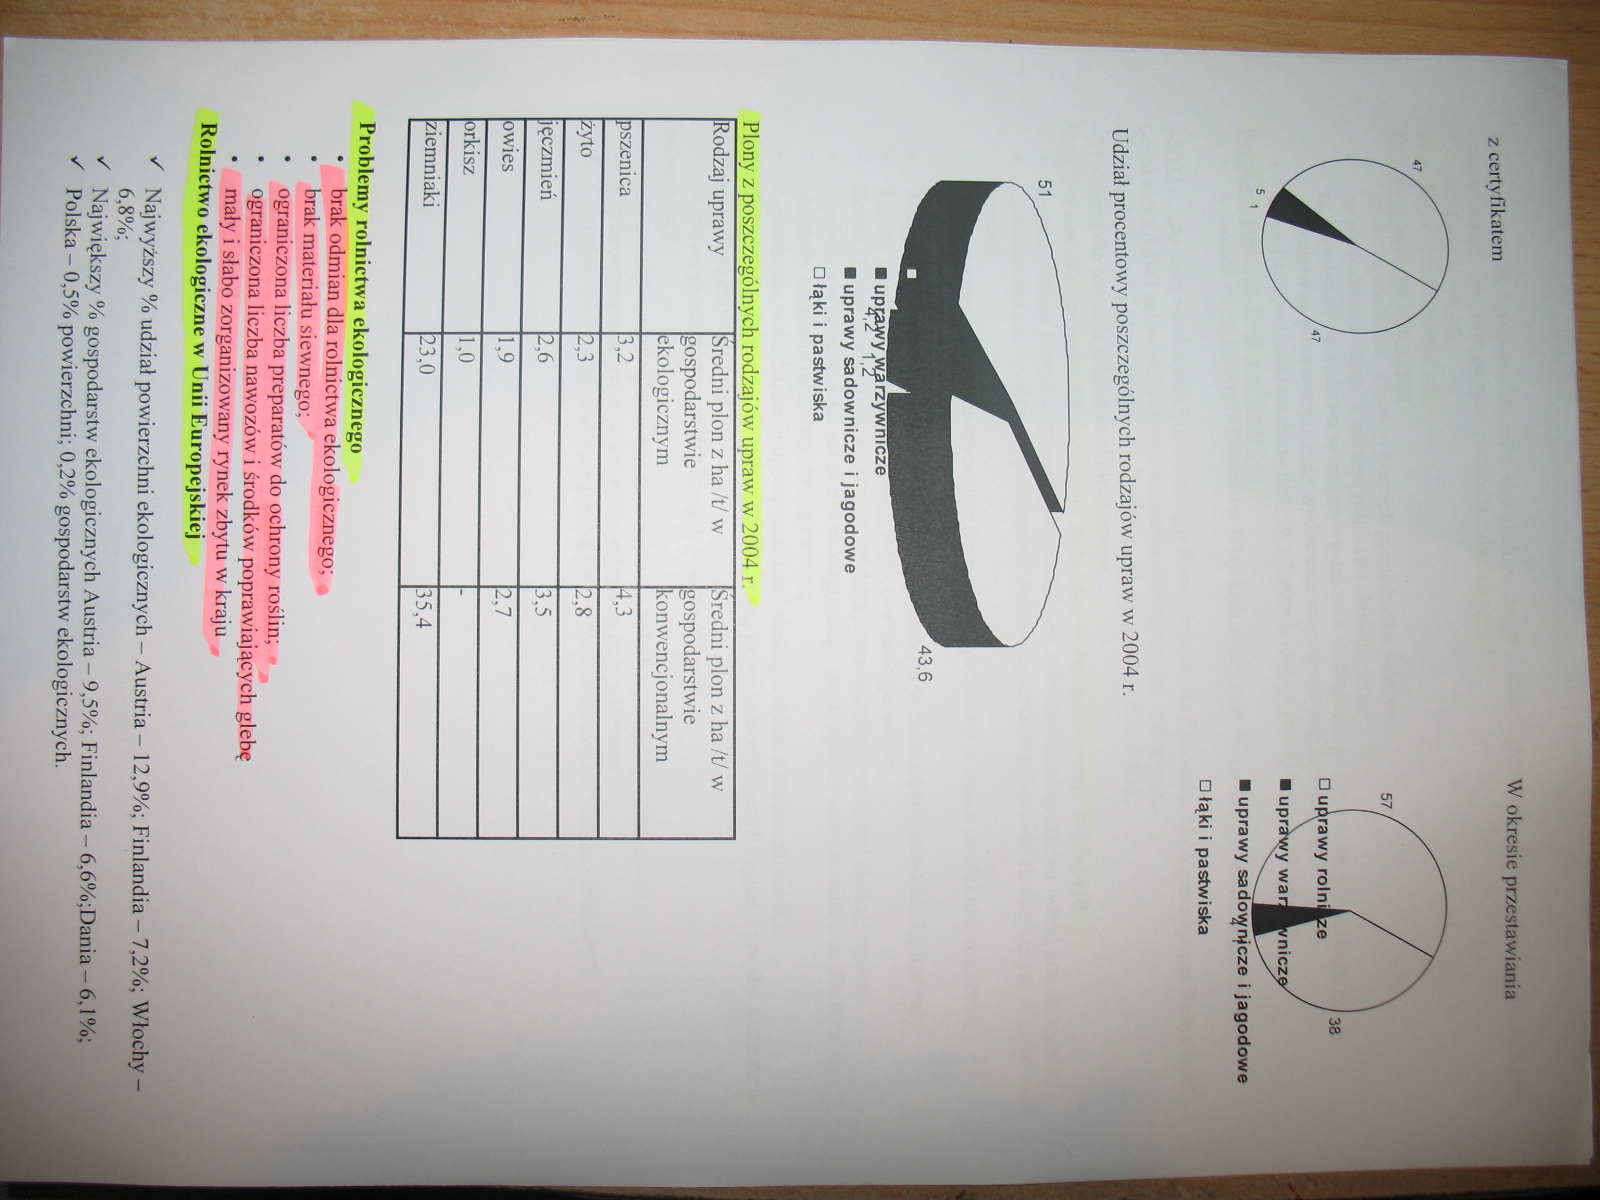 z certyfikatem
W okresie przestawiania
47
47
5
1
57
38
4
1
uprawy rolnicze
uprawy warzywnicze
uprawy sadownicze i jagodowe
łąki i pastwiska
Udział procentowy poszczególnych rodzajów upraw w 2004 r.
51
43,6
4,2
1,2
uprawy warzywnicze
uprawy sadownicze i jagodowe
łąki i pastwiska
Plony z poszczególnych rodzajów upraw w 2004 r.
Rodzaj uprawy
Średni plon z ha /t/ w
gospodarstwie
ekologicznym
Średni plon z ha /t/ w
gospodarstwie
konwencjonalnym
pszenica 3,2 4,3
żyto 2,3 2,8
jęczmień 2,6 3,5
owies 1,9 2,7
orkisz 1,0 -
ziemniaki 23,0 35,4
Problemy rolnictwa ekologicznego
• brak odmian dla rolnictwa ekologicznego;
• brak materiału siewnego;
• ograniczona liczba preparatów do ochrony roślin;
• ograniczona liczba nawozów i środków poprawiających glebę
• mały i słabo zorganizowany rynek zbytu w kraju
Rolnictwo ekologiczne w Unii Europejskiej
✓ Najwyższy % udział powierzchni ekologicznych – Austria – 12,9%; Finlandia – 7,2%; Włochy –
6,8%;
✓ Największy % gospodarstw ekologicznych Austria – 9,5%; Finlandia – 6,6%;Dania – 6,1%;
✓ Polska – 0,5% powierzchni; 0,2% gospodarstw ekologicznych.